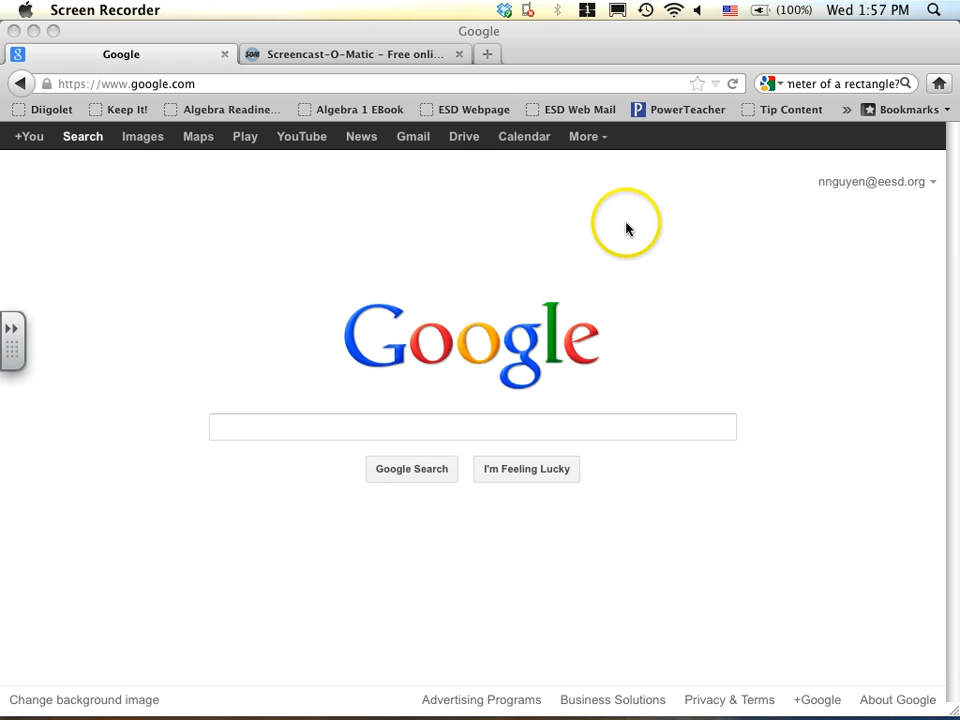 Screen Recorder (100%) Wed 1:57 PM
Google
Google Screencast-O-Matic – Free onli...
https://www.google.com neter of a rectangle?
Diigolet Keep It! Algebra Readine... Algebra 1 EBook ESD Webpage ESD Web Mail PowerTeacher Tip Content » Bookmarks
+You Search Images Maps Play YouTube News Gmail Drive Calendar More
nnguyen@eesd.org
Google
Google Search I'm Feeling Lucky
Change background image Advertising Programs Business Solutions Privacy & Terms +Google About Google